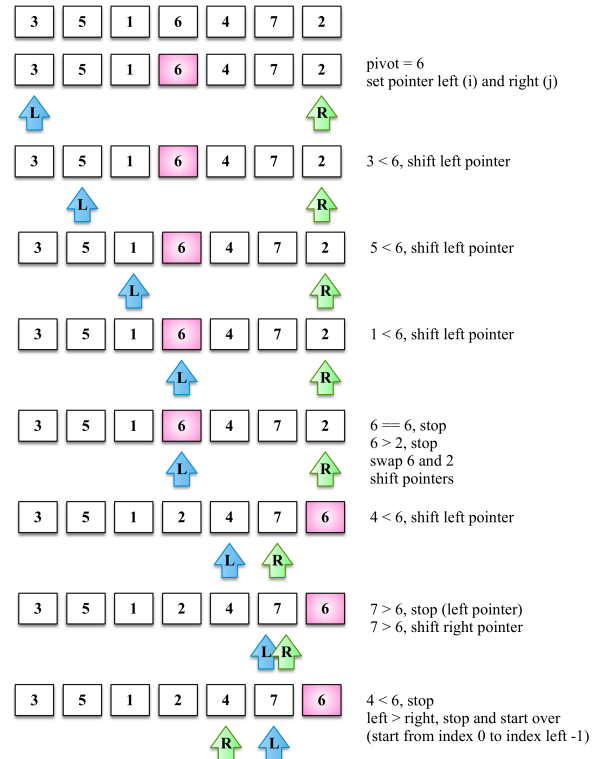 3 5 1 6 4 7 2
3 5 1 6 4 7 2
pivot = 6
set pointer left (i) and right (j)
L R
3 5 1 6 4 7 2
3 < 6, shift left pointer
L R
3 5 1 6 4 7 2
5 < 6, shift left pointer
L R
3 5 1 6 4 7 2
1 < 6, shift left pointer
L R
3 5 1 6 4 7 2
6 == 6, stop
6 > 2, stop
swap 6 and 2
shift pointers
L R
3 5 1 2 4 7 6
4 < 6, shift left pointer
L R
3 5 1 2 4 7 6
7 > 6, stop (left pointer)
7 > 6, shift right pointer
L R
3 5 1 2 4 7 6
4 < 6, stop
left > right, stop and start over
(start from index 0 to index left -1)
R L